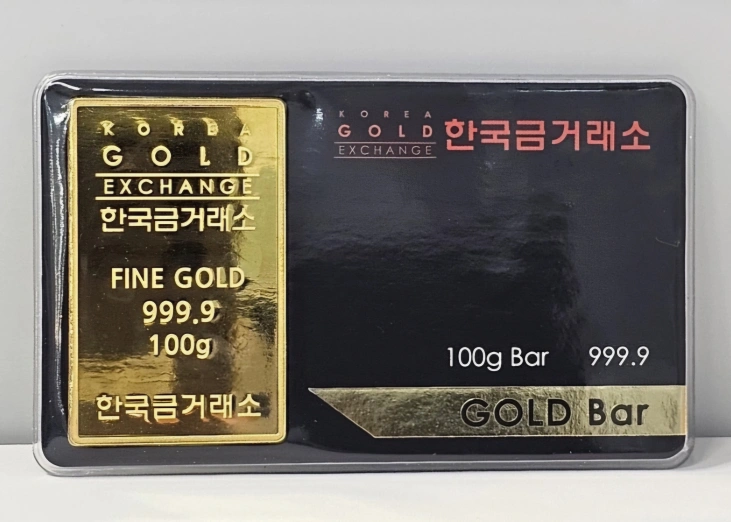 KOREA
GOLD
EXCHANGE
한국금거래소
FINE GOLD
999.9
100g
한국금거래소
KOREA
GOLD
EXCHANGE
한국금거래소
100g Bar 999.9
GOLD Bar